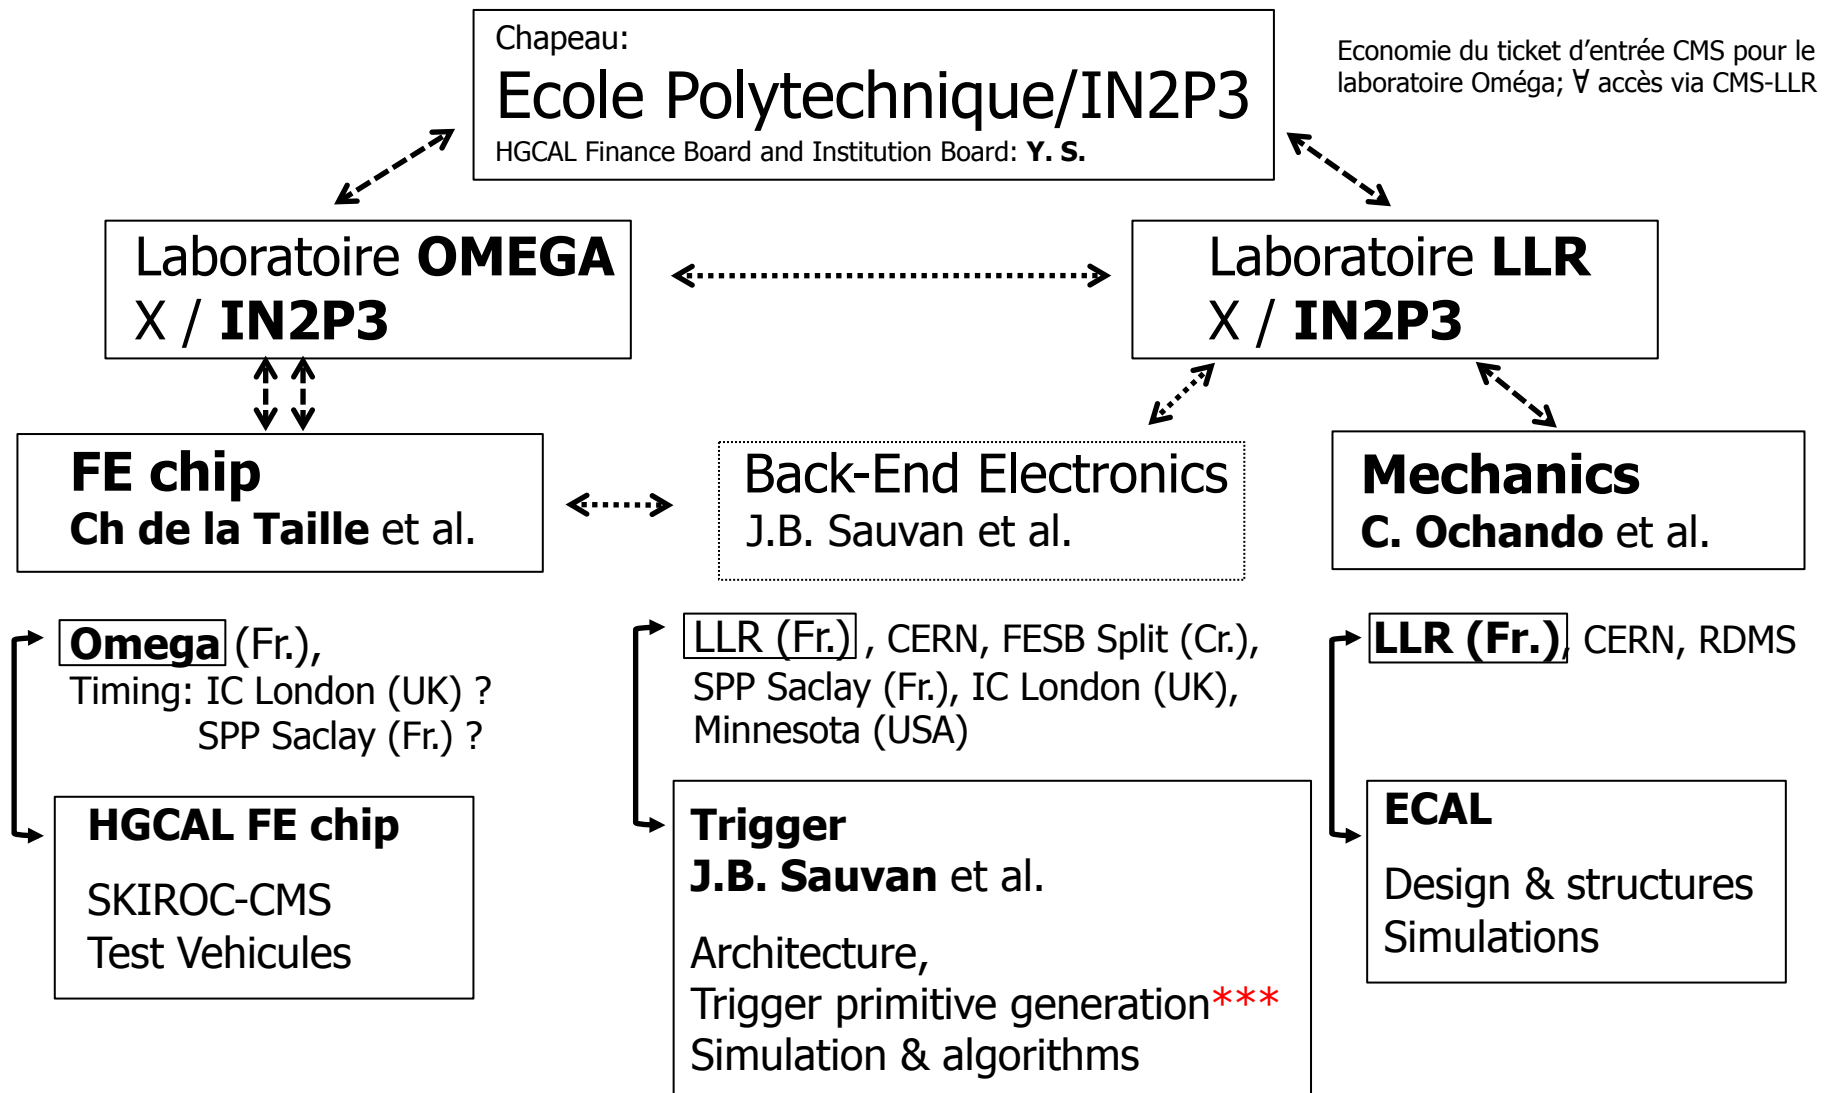 Chapeau:
Ecole Polytechnique/IN2P3
HGCAL Finance Board and Institution Board: Y. S.
Economie du ticket d’entrée CMS pour le
laboratoire Oméga; ∀ accès via CMS-LLR
Laboratoire OMEGA
X / IN2P3
Laboratoire LLR
X / IN2P3
FE chip
Ch de la Taille et al.
Back-End Electronics
J.B. Sauvan et al.
Mechanics
C. Ochando et al.
Omega (Fr.),
Timing: IC London (UK) ?
SPP Saclay (Fr.) ?
LLR (Fr.) , CERN, FESB Split (Cr.),
SPP Saclay (Fr.), IC London (UK),
Minnesota (USA)
LLR (Fr.), CERN, RDMS
HGCAL FE chip
SKIROC-CMS
Test Vehicules
Trigger
J.B. Sauvan et al.
Architecture,
Trigger primitive generation***
Simulation & algorithms
ECAL
Design & structures
Simulations